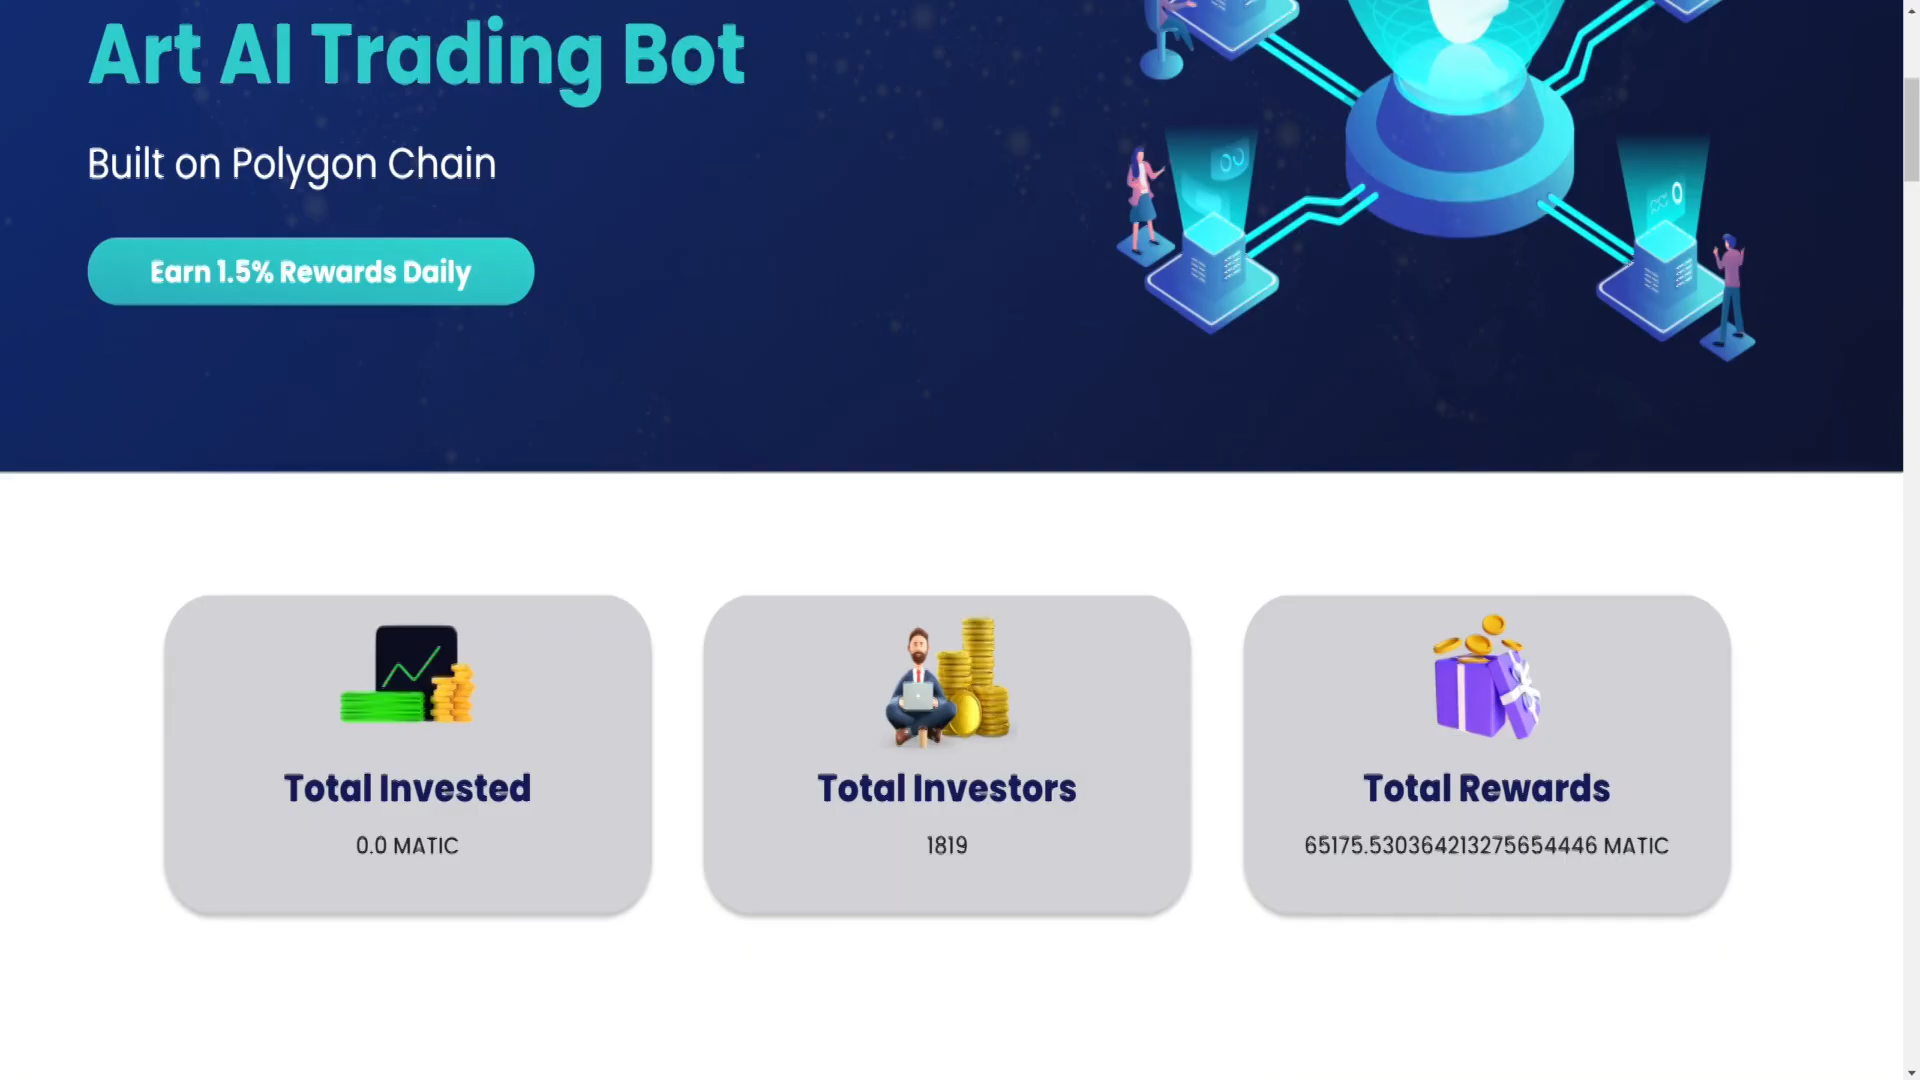 Art AI Trading Bot
Built on Polygon Chain
Earn 1.5% Rewards Daily
Total Invested
0.0 MATIC
Total Investors
1819
Total Rewards
65175.530364213275654446 MATIC